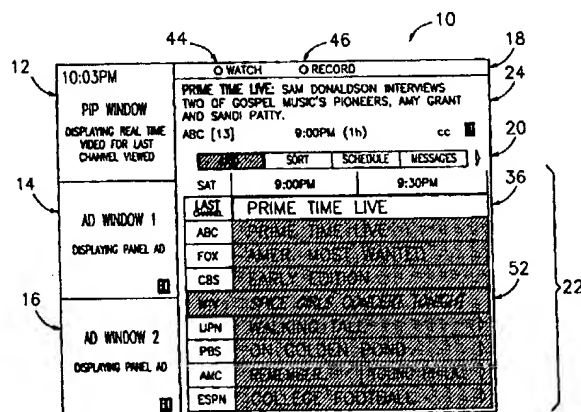 10
44
46
18
12
24
20
14
36
52
16
22
10:03PM
PIP WINDOW
DISPLAYING REAL TIME
VIDEO FOR LAST
CHANNEL VIEWED
AD WINDOW 1
DISPLAYING PANEL AD
AD WINDOW 2
DISPLAYING PANEL AD
WATCH RECORD
PRIME TIME LIVE: SAM DONALDSON INTERVIEWS
TWO OF GOSPEL MUSIC'S PIONEERS, AMY GRANT
AND SANDI PATTY.
ABC [13] 9:00PM (1h) cc
SORT SCHEDULE MESSAGES
SAT 9:00PM 9:30PM
LAST CHANNEL PRIME TIME LIVE
ABC PRIME TIME LIVE
FOX AMER. MOST WANTED
CBS EARLY EDITION
SPICE GIRLS CONCERT TONIGHT
UPN WALKING TALL
PBS ON GOLDEN POND
AMC REMEMBER YOUNG
ESPN COLLEGE FOOTBALL